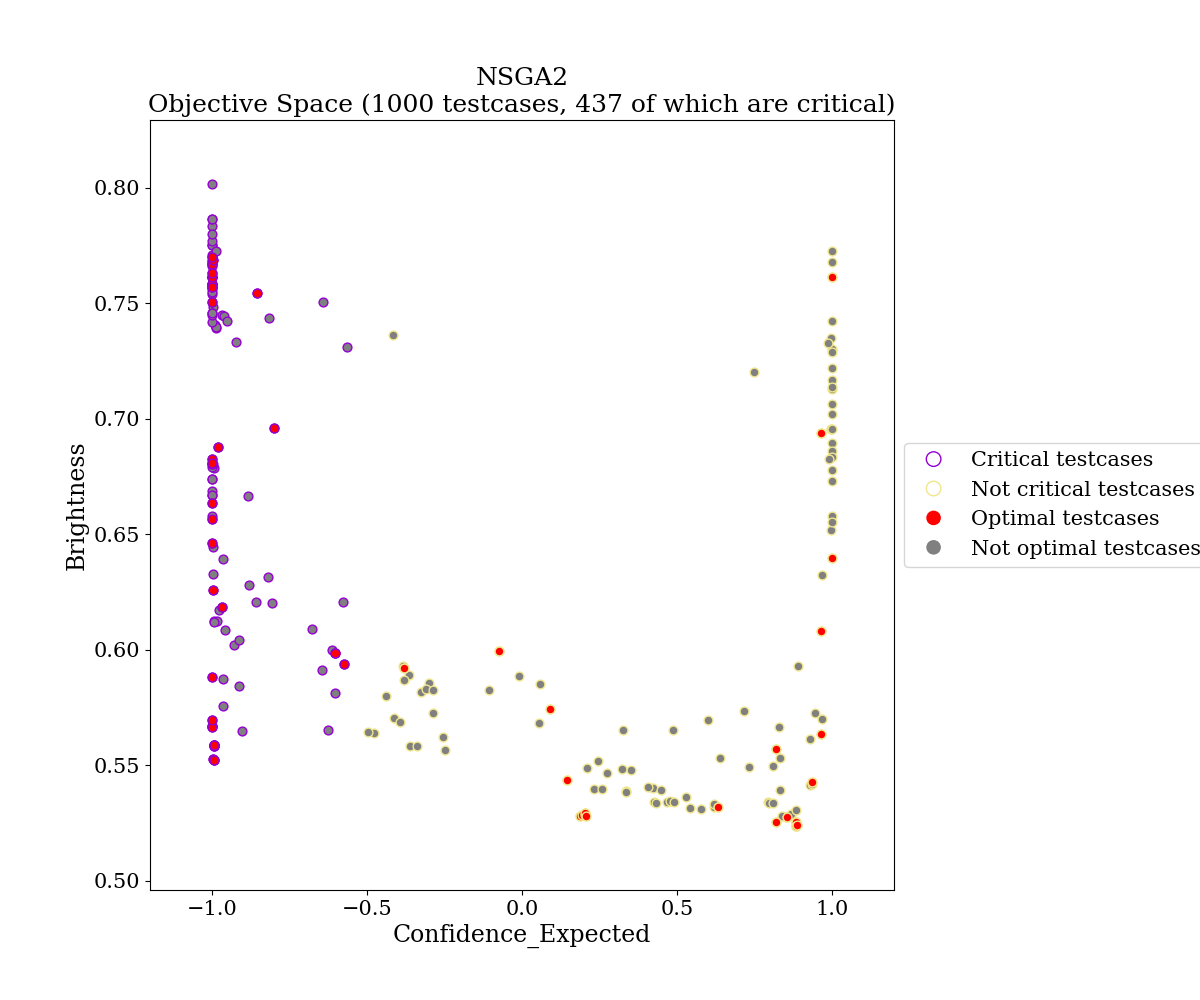 NSGA2
Objective Space (1000 testcases, 437 of which are critical)
0.80
0.75
0.70
0.65
0.60
0.55
0.50
Brightness
−1.0
−0.5
0.0
0.5
1.0
Confidence_Expected
Critical testcases
Not critical testcases
Optimal testcases
Not optimal testcases